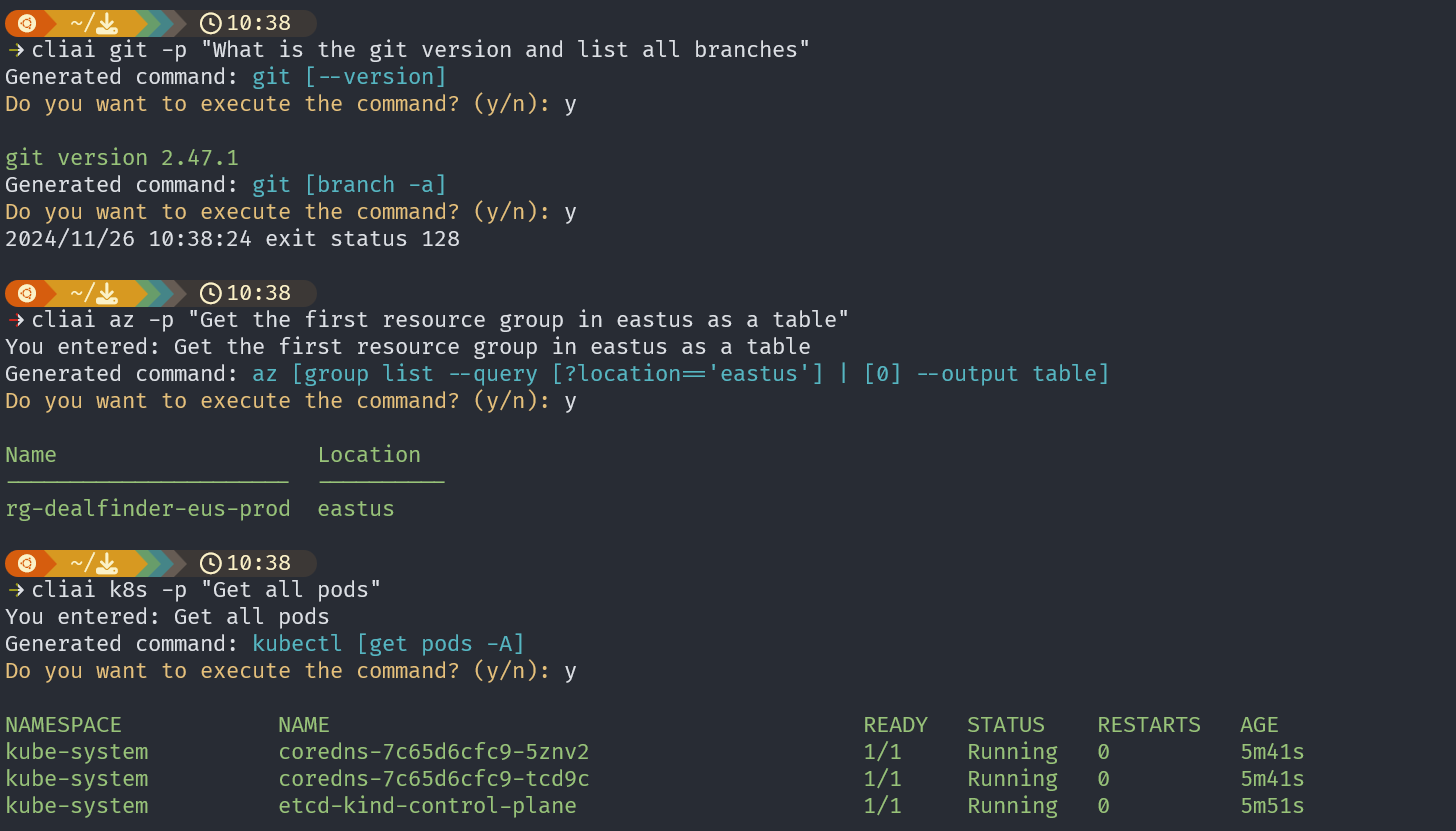 ~/ 10:38
→ cliai git -p "What is the git version and list all branches"
Generated command: git [--version]
Do you want to execute the command? (y/n): y
git version 2.47.1
Generated command: git [branch -a]
Do you want to execute the command? (y/n): y
2024/11/26 10:38:24 exit status 128
~/ 10:38
→ cliai az -p "Get the first resource group in eastus as a table"
You entered: Get the first resource group in eastus as a table
Generated command: az [group list --query [?location=='eastus'] | [0] --output table]
Do you want to execute the command? (y/n): y
Name Location
---------------------- ----------
rg-dealfinder-eus-prod eastus
~/ 10:38
→ cliai k8s -p "Get all pods"
You entered: Get all pods
Generated command: kubectl [get pods -A]
Do you want to execute the command? (y/n): y
NAMESPACE NAME READY STATUS RESTARTS AGE
kube-system coredns-7c65d6cfc9-5znv2 1/1 Running 0 5m41s
kube-system coredns-7c65d6cfc9-tcd9c 1/1 Running 0 5m41s
kube-system etcd-kind-control-plane 1/1 Running 0 5m51s